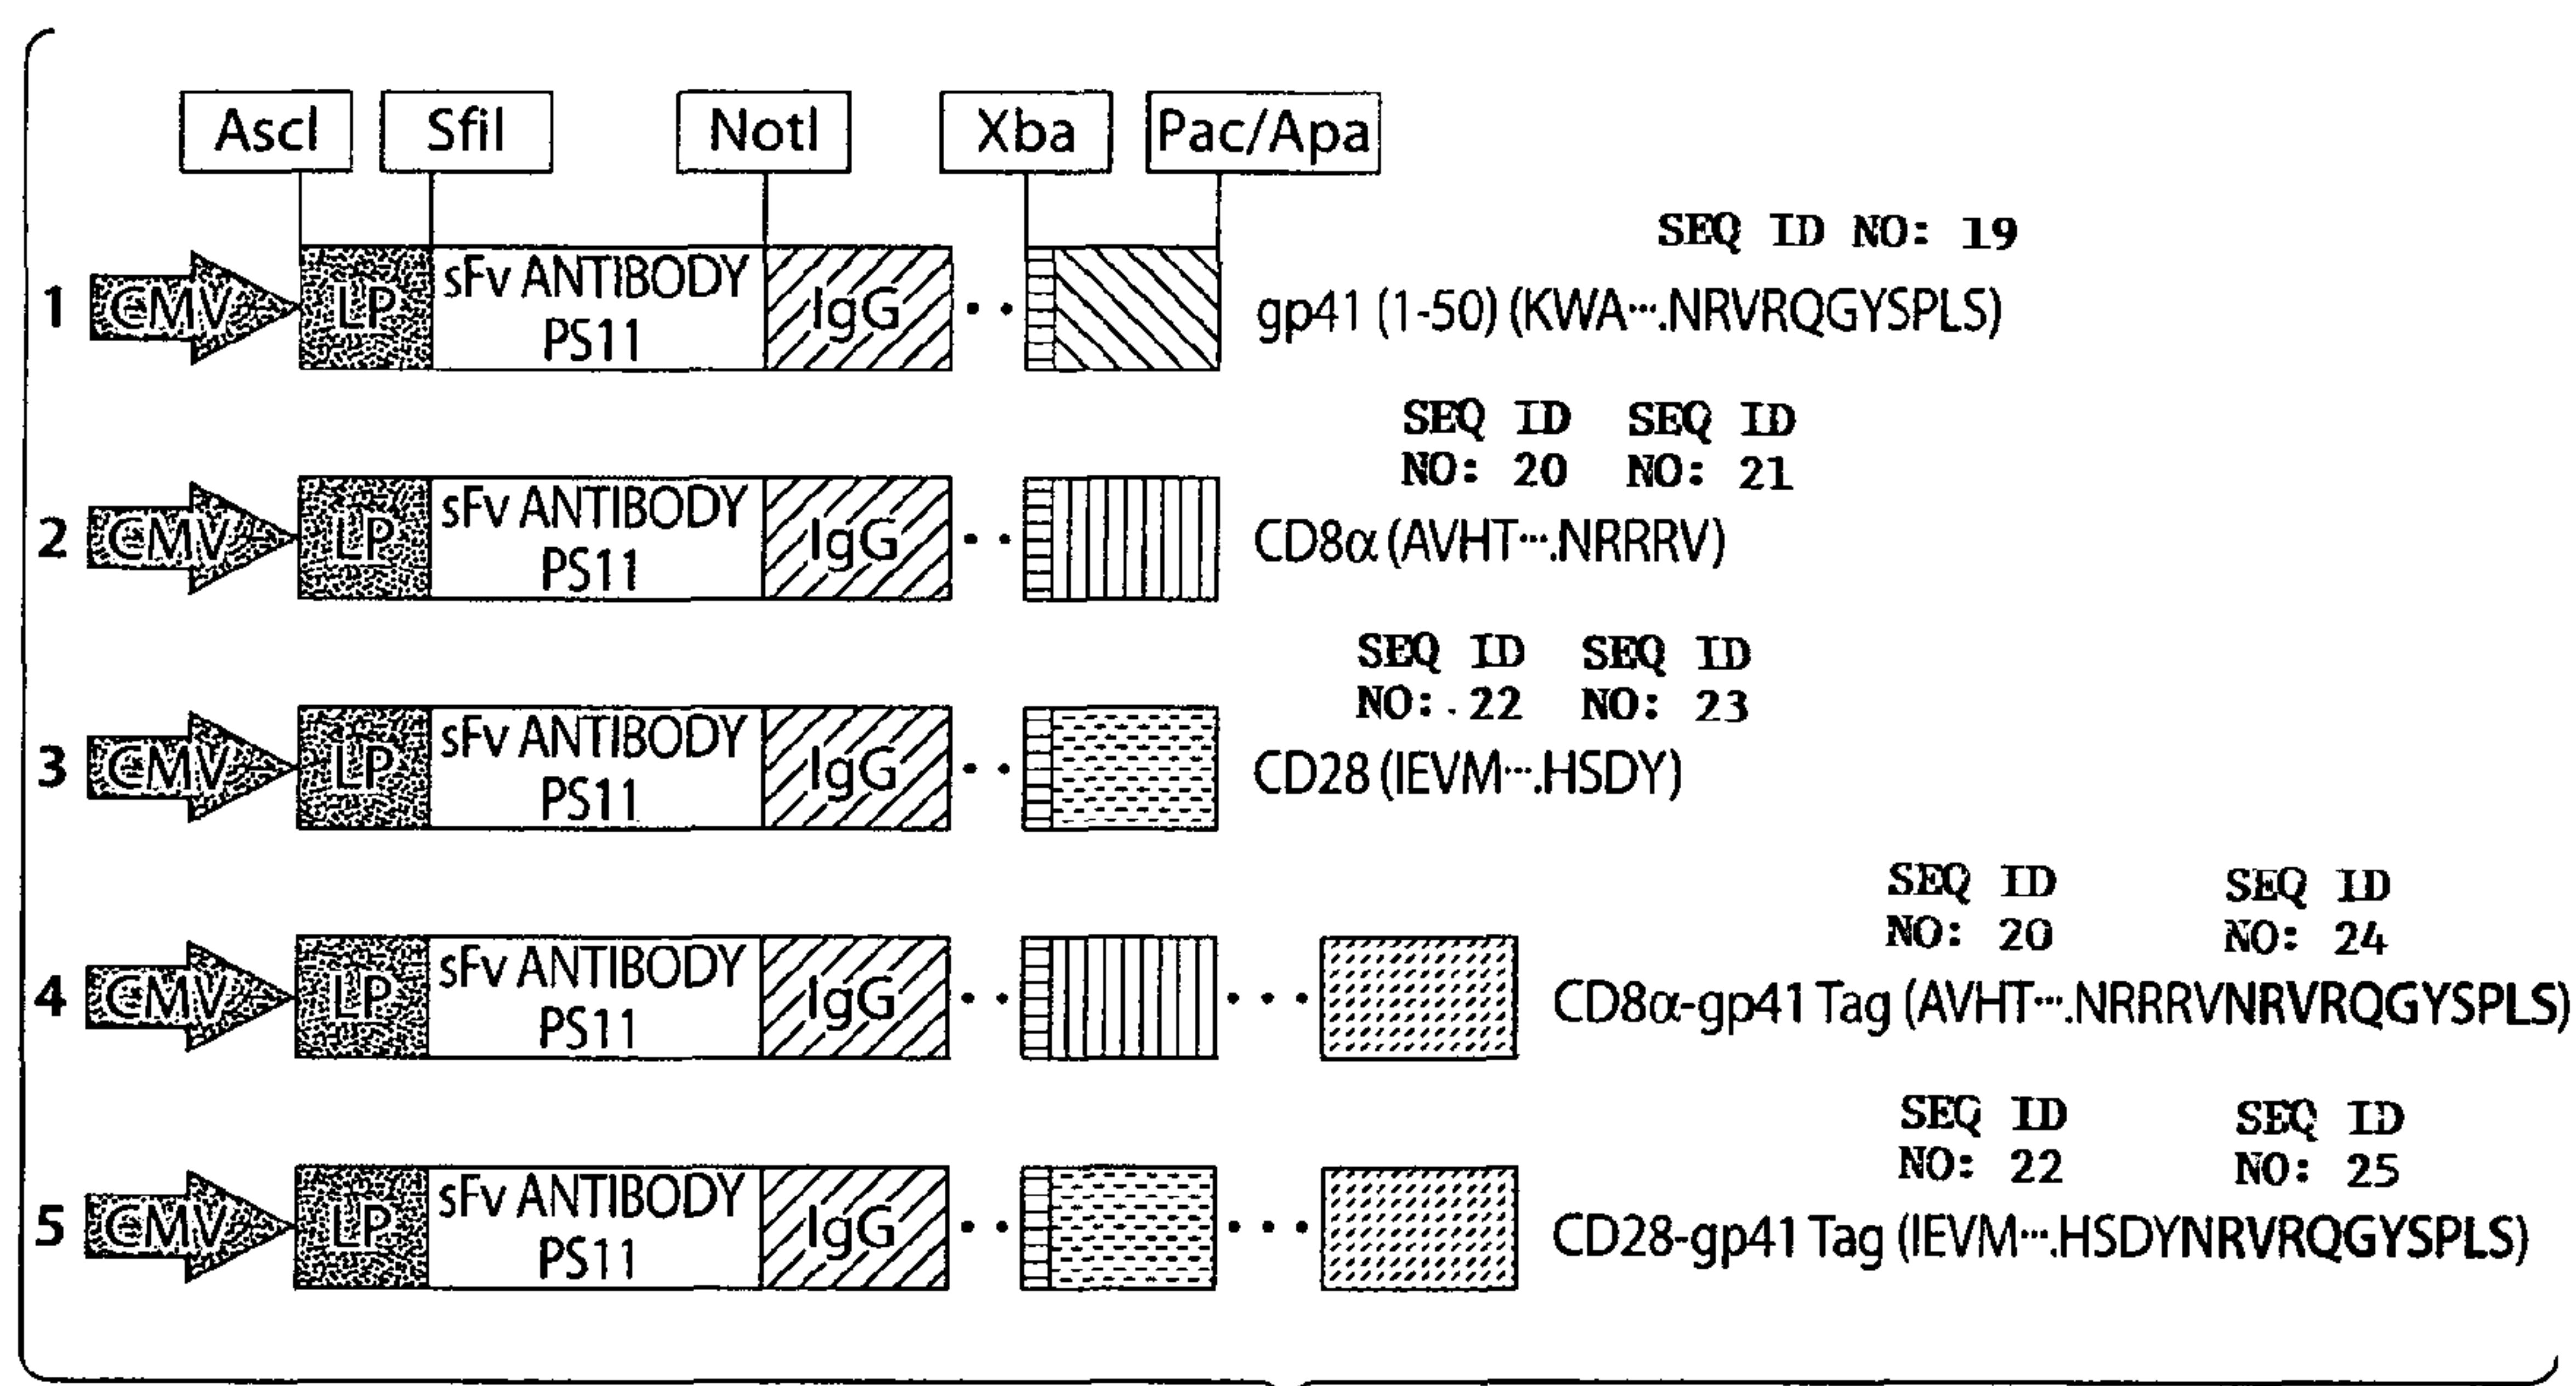 AscI SfiI NotI Xba Pac/Apa
SEQ ID NO: 19
1 CMV LP sFv ANTIBODY PS11 IgG gp41 (1-50) (KWA···.NRVRQGYSPLS)
SEQ ID SEQ ID
NO: 20 NO: 21
2 CMV LP sFv ANTIBODY PS11 IgG CD8α (AVHT···.NRRRV)
SEQ ID SEQ ID
NO: 22 NO: 23
3 CMV LP sFv ANTIBODY PS11 IgG CD28 (IEVM···.HSDY)
SEQ ID SEQ ID
NO: 20 NO: 24
4 CMV LP sFv ANTIBODY PS11 IgG CD8α-gp41 Tag (AVHT···.NRRRVNRVRQGYSPLS)
SEQ ID SEQ ID
NO: 22 NO: 25
5 CMV LP sFv ANTIBODY PS11 IgG CD28-gp41 Tag (IEVM···.HSDYNRVRQGYSPLS)